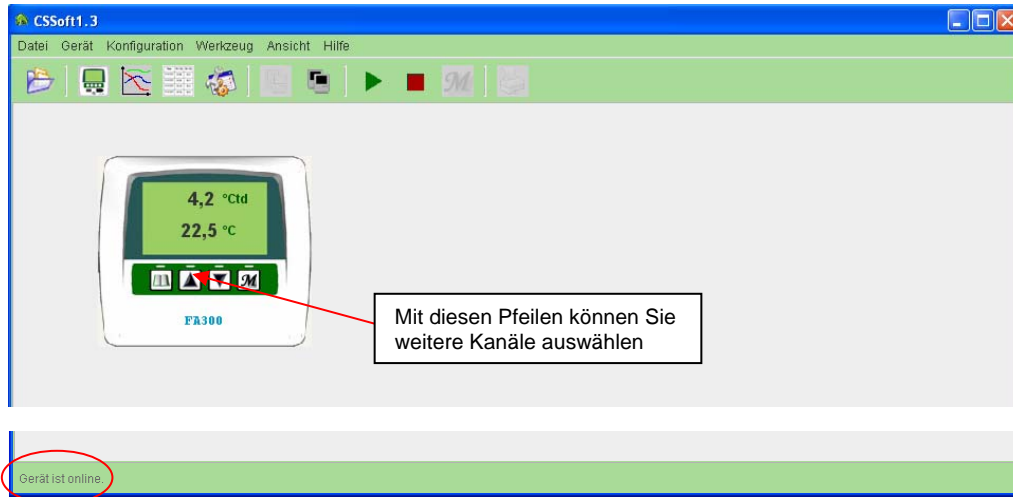 CSSoft1.3
Datei Gerät Konfiguration Werkzeug Ansicht Hilfe
M
4,2 °Ctd
22,5 °C
M
FA300
Mit diesen Pfeilen können Sie
weitere Kanäle auswählen
Gerät ist online.